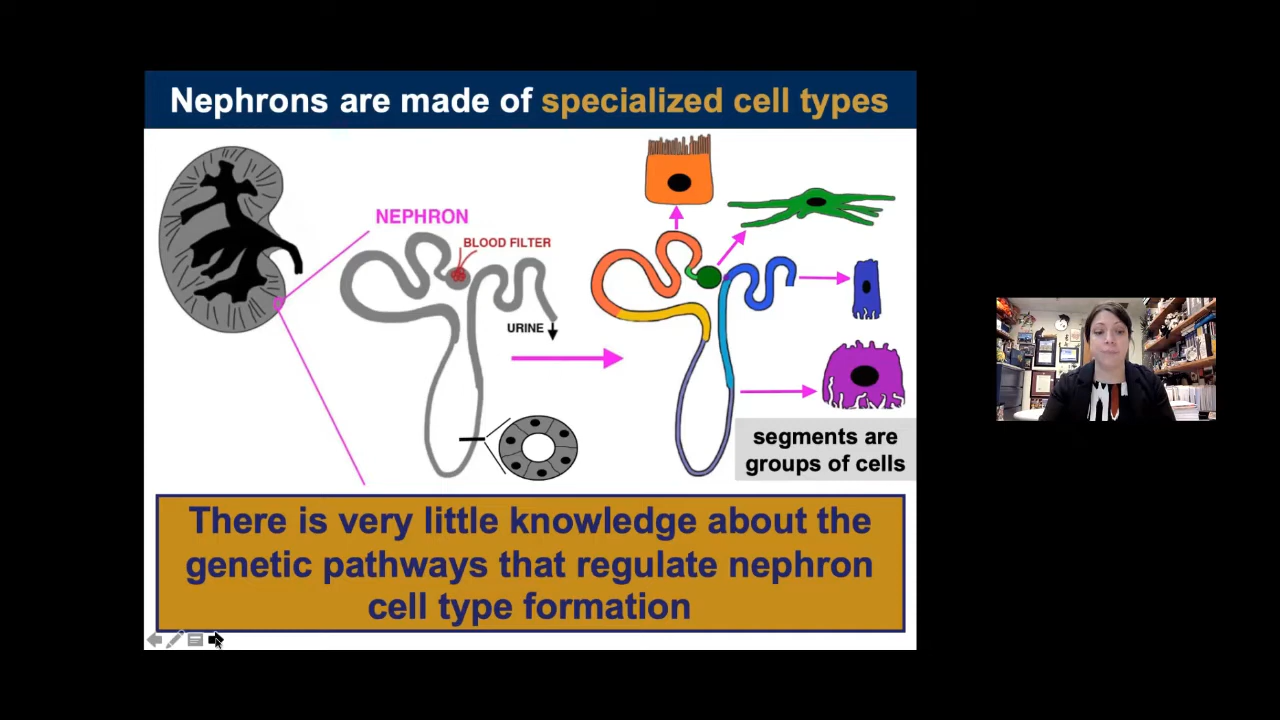 Nephrons are made of specialized cell types
NEPHRON
BLOOD FILTER
URINE
segments are
groups of cells
There is very little knowledge about the
genetic pathways that regulate nephron
cell type formation